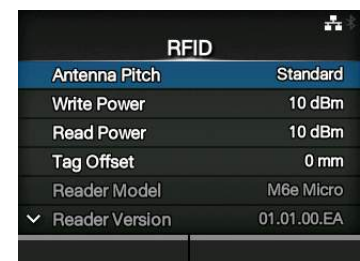 RFID
Antenna Pitch Standard
Write Power 10 dBm
Read Power 10 dBm
Tag Offset 0 mm
Reader Model M6e Micro
Reader Version 01.01.00.EA